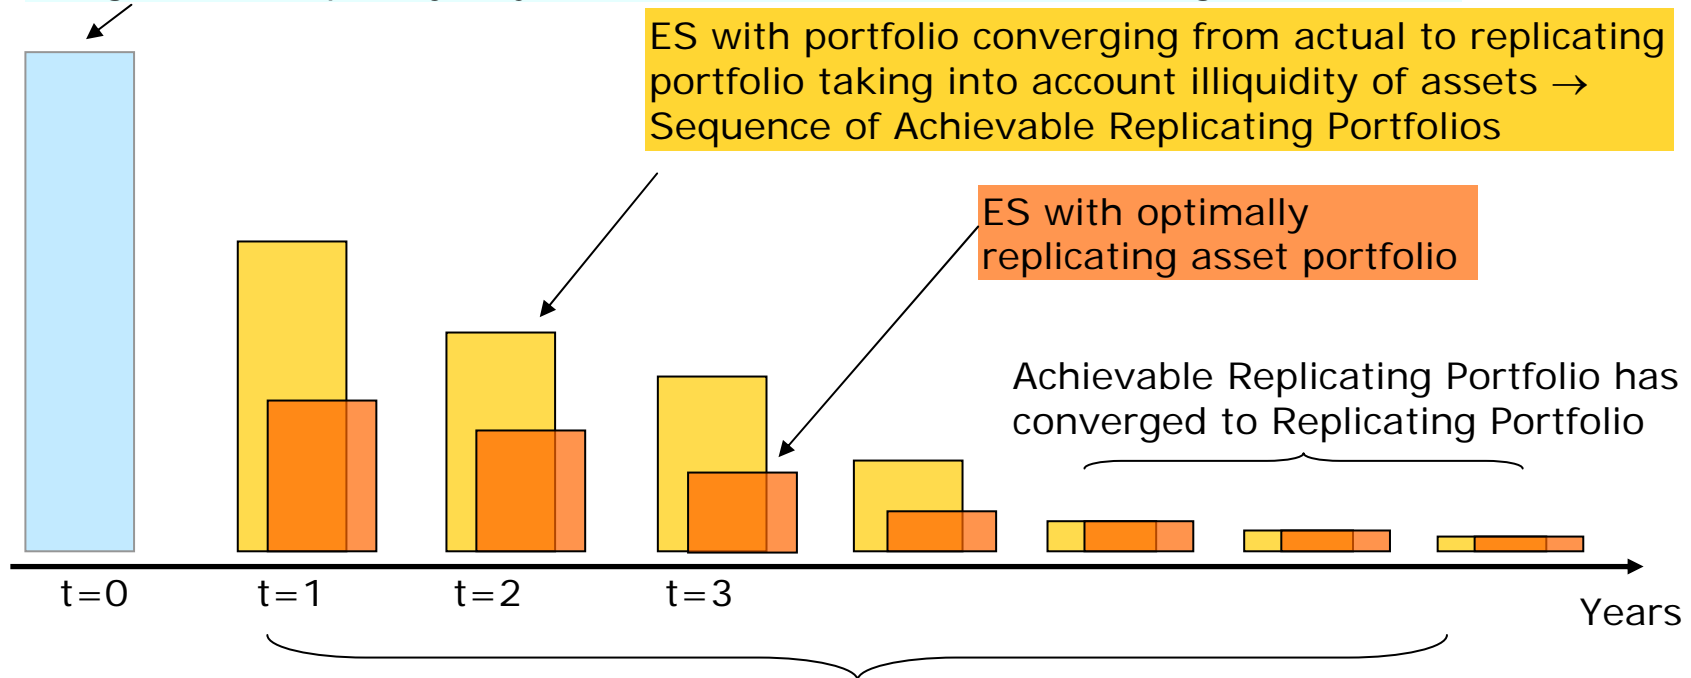 ES with portfolio converging from actual to replicating
portfolio taking into account illiquidity of assets →
Sequence of Achievable Replicating Portfolios
ES with optimally
replicating asset portfolio
Achievable Replicating Portfolio has
converged to Replicating Portfolio
t=0
t=1
t=2
t=3
Years